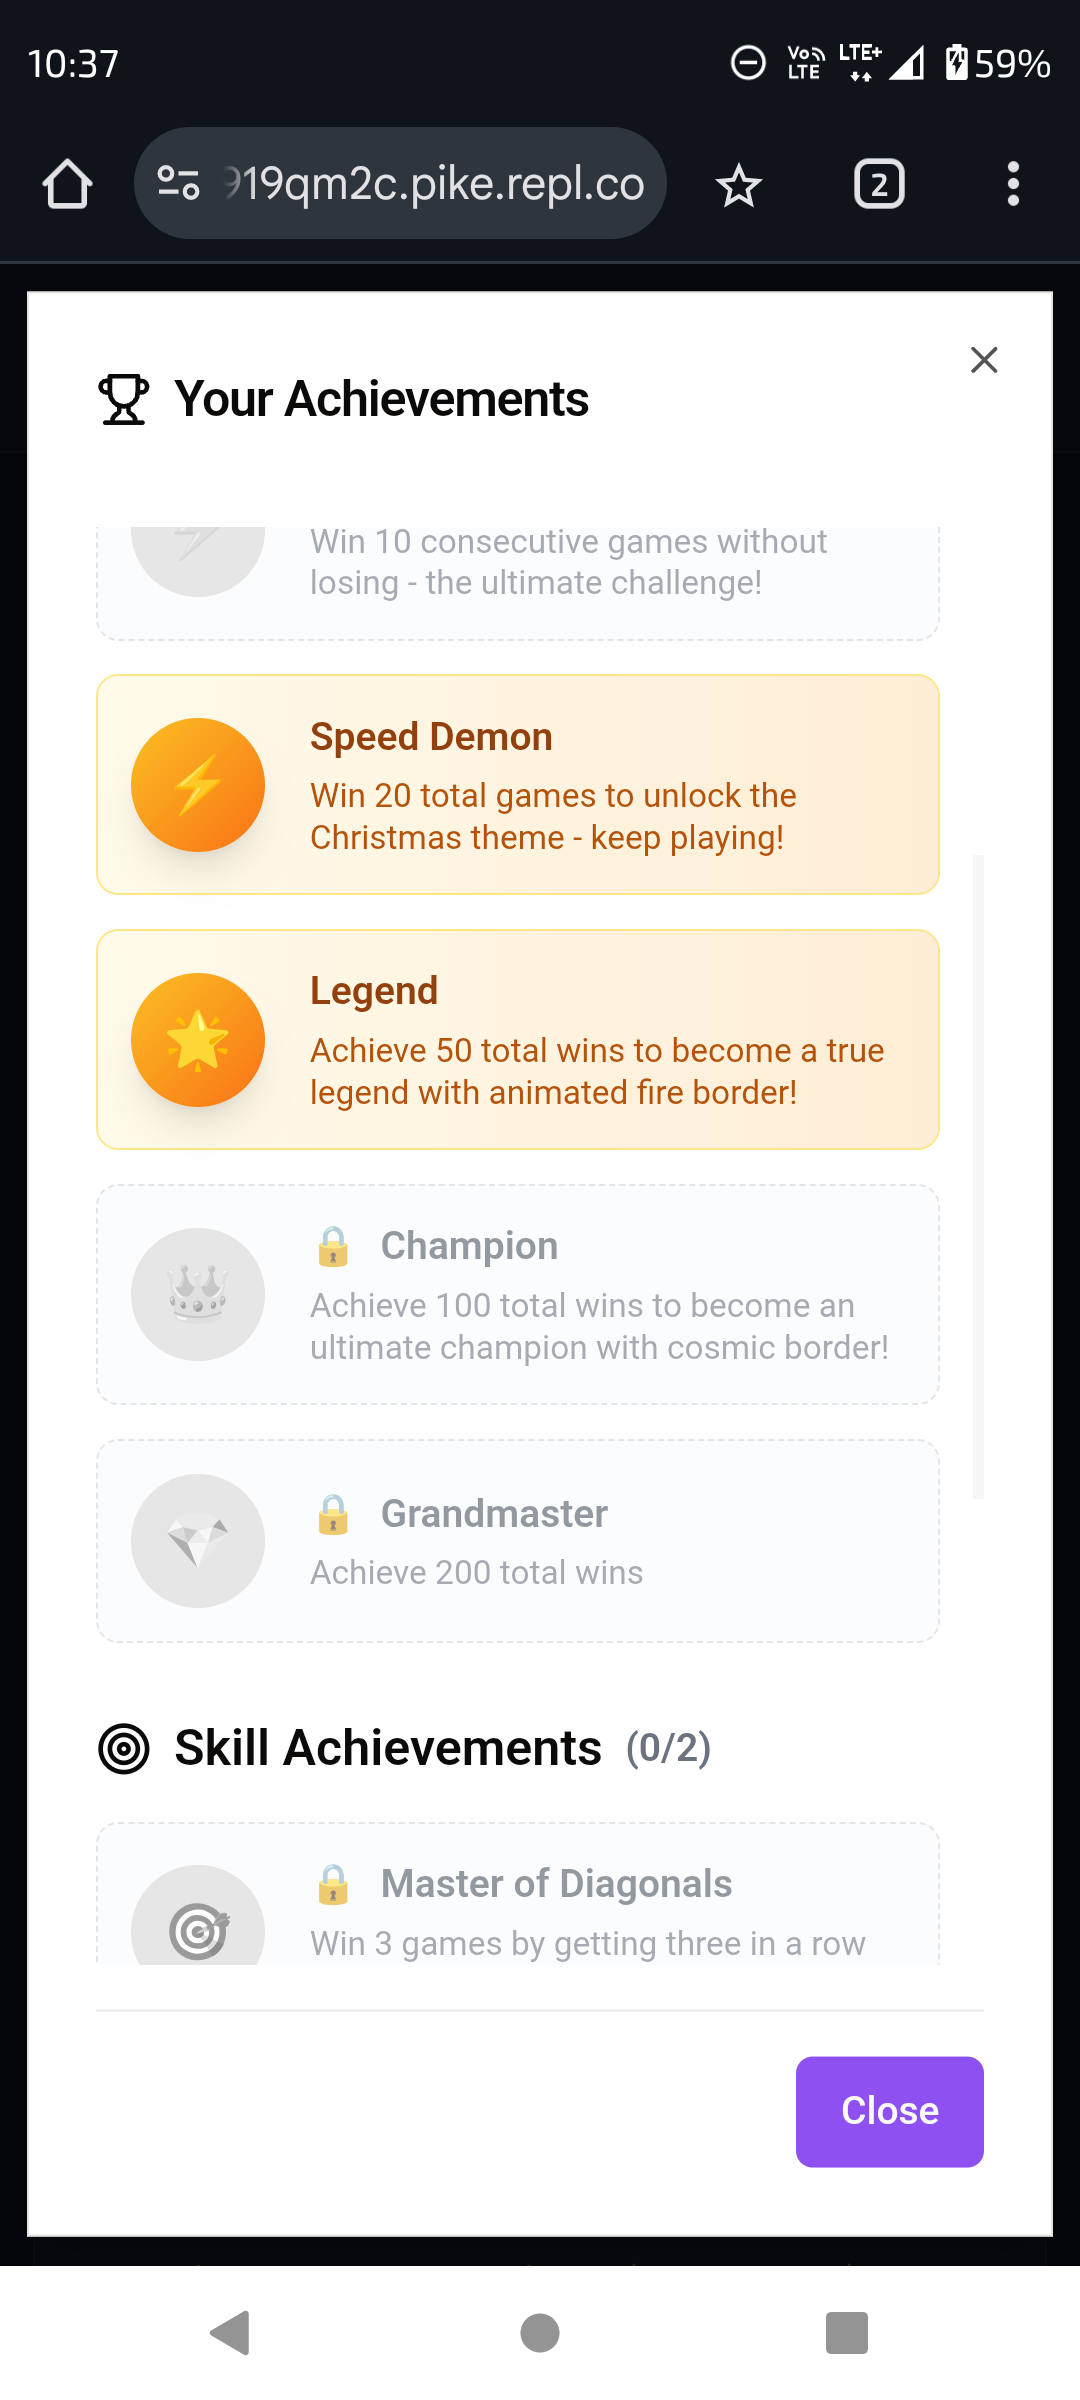 10:37
Vo
LTE
LTE+
59%
919qm2c.pike.repl.co
2
Your Achievements
Win 10 consecutive games without
losing - the ultimate challenge!
Speed Demon
Win 20 total games to unlock the
Christmas theme - keep playing!
Legend
Achieve 50 total wins to become a true
legend with animated fire border!
Champion
Achieve 100 total wins to become an
ultimate champion with cosmic border!
Grandmaster
Achieve 200 total wins
Skill Achievements (0/2)
Master of Diagonals
Win 3 games by getting three in a row
Close